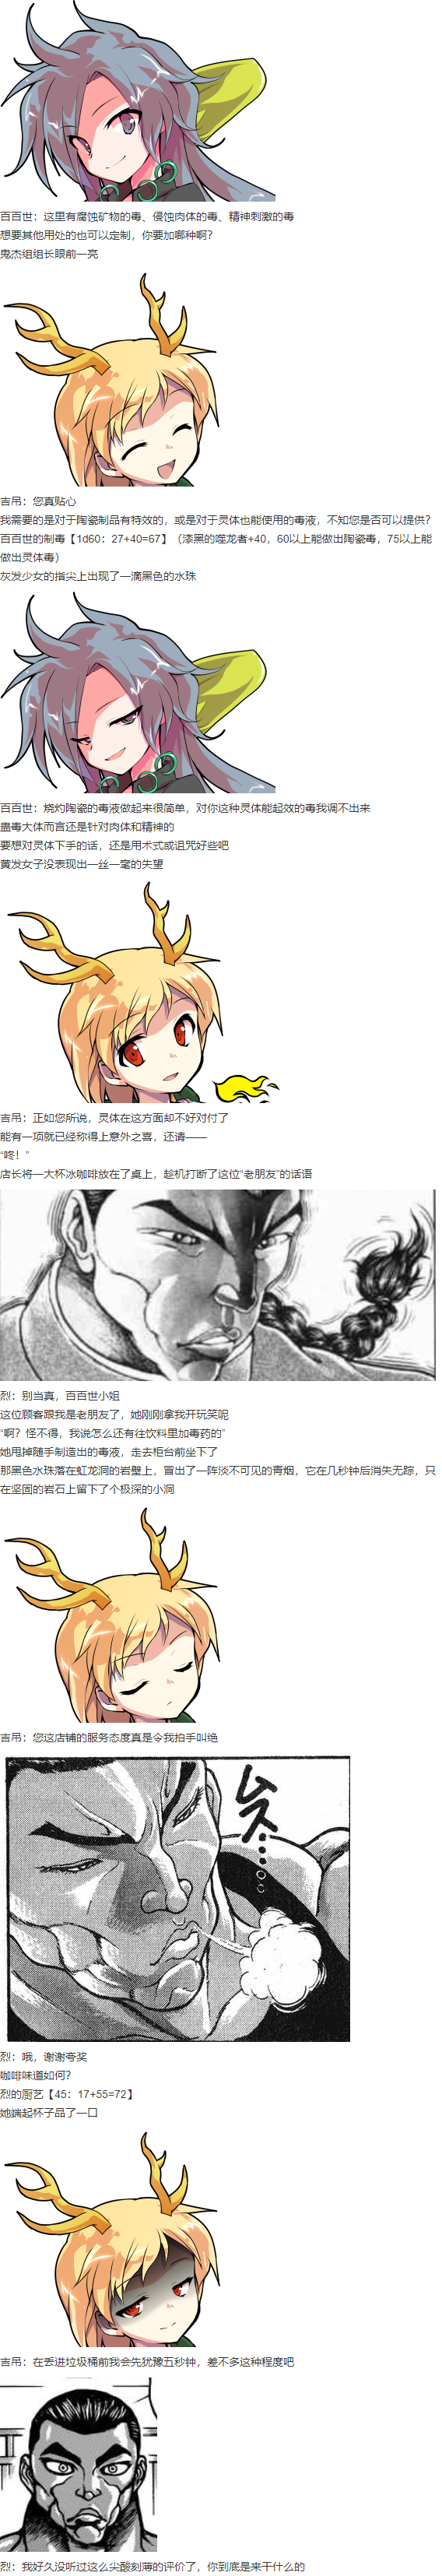 百百世：这里有腐蚀矿物的毒、侵蚀肉体的毒、精神刺激的毒
想要其他用处的也可以定制，你要加哪种啊？
鬼杰组组长眼前一亮
吉吊：您真贴心
我需要的是对于陶瓷制品有特效的，或是对于灵体也能使用的毒液，不知您是否可以提供？
百百世的制毒【1d60：27+40=67】（漆黑的噬龙者+40，60以上能做出陶瓷毒，75以上能
做出灵体毒）
灰发少女的指尖上出现了一滴黑色的水珠
百百世：烧灼陶瓷的毒液做起来很简单，对你这种灵体能起效的毒我调不出来
蛊毒大体而言还是针对肉体和精神的
要想对灵体下手的话，还是用术式或诅咒好些吧
黄发女子没表现出一丝一毫的失望
吉吊：正如您所说，灵体在这方面却不好对付了
能有一项就已经称得上意外之喜，还请——
“咚！”
店长将一大杯冰咖啡放在了桌上，趁机打断了这位“老朋友”的话语
烈：别当真，百百世小姐
这位顾客跟我是老朋友了，她刚刚拿我开玩笑呢
“啊？怪不得，我说怎么还有往饮料里加毒药的”
她甩掉随手制造出的毒液，走去柜台前坐下了
那黑色水珠落在虹龙洞的岩壁上，冒出了一阵淡不可见的青烟，它在几秒钟后消失无踪，只
在坚固的岩石上留下了个极深的小洞
吉吊：您这店铺的服务态度真是令我拍手叫绝
ムス…
烈：哦，谢谢夸奖
咖啡味道如何？
烈的厨艺【45：17+55=72】
她端起杯子品了一口
吉吊：在丢进垃圾桶前我会先犹豫五秒钟，差不多这种程度吧
烈：我好久没听过这么尖酸刻薄的评价了，你到底是来干什么的